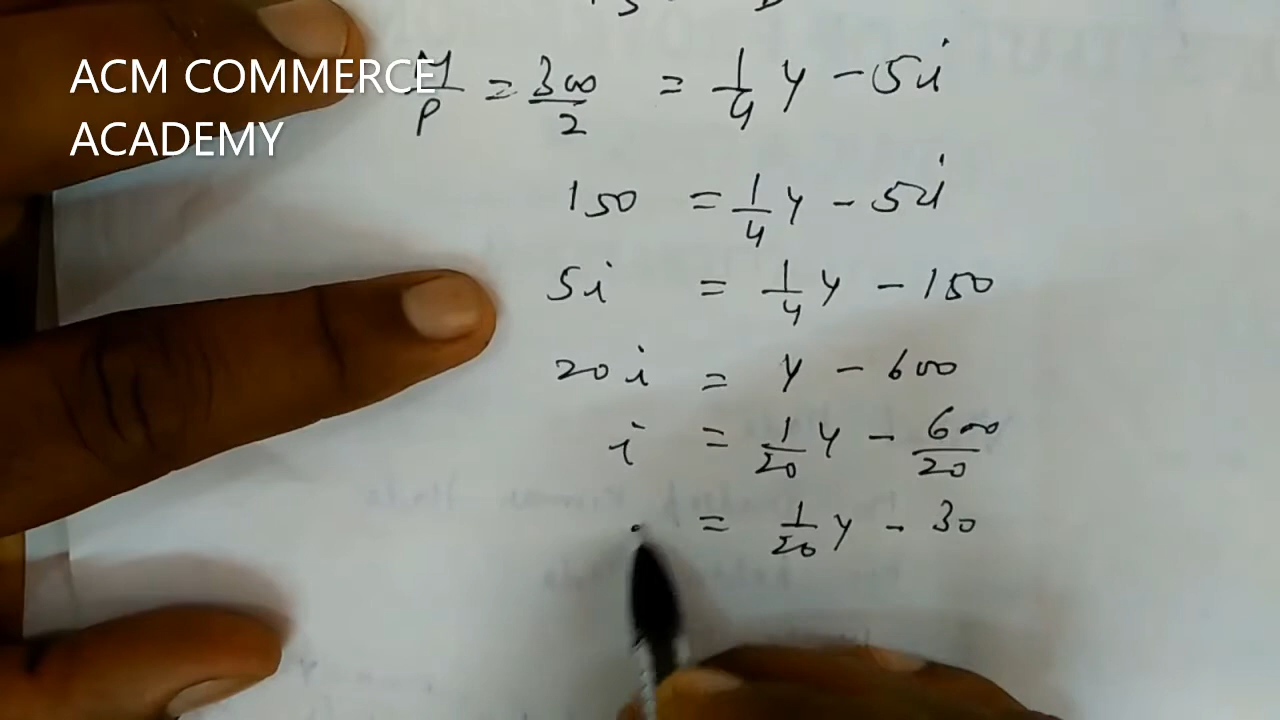 ACM COMMERCE
ACADEMY
M/P = 300/2 = 1/4 y - 5i
150 = 1/4 y - 5i
5i = 1/4 y - 150
20i = y - 600
i = 1/20 y - 600/20
= 1/20 y - 30